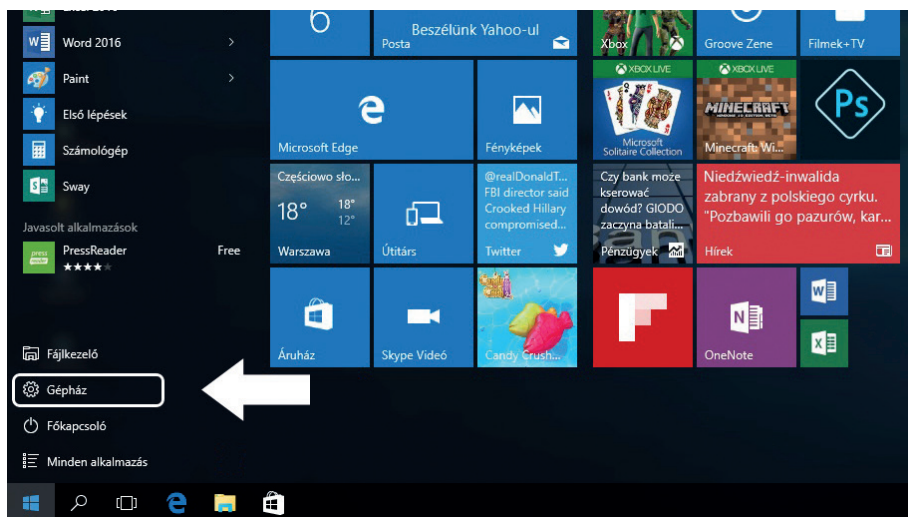 Word 2016
Paint
Első lépések
Számológép
Sway
Javasolt alkalmazások
press reader
PressReader
Free
★★★★
Fájlkezelő
Gépház
Főkapcsoló
Minden alkalmazás
6
Beszélünk Yahoo-ul
Posta
Microsoft Edge
Fényképek
Częściowo sło...
18°
18°
12°
Warszawa
Útitárs
@realDonaldT...
FBI director said
Crooked Hillary
compromised...
Twitter
Áruház
Skype Videó
Candy Crush...
Xbox
Groove Zene
Filmek+TV
XBOX LIVE
Microsoft
Solitaire Collection
XBOX LIVE
MINECRAFT
Minecraft: Wi...
Ps
Czy bank może
kserować
dowód? GIODO
zaczyna batali...
Pénzügyek
Niedźwiedź-inwalida
zabrany z polskiego cyrku.
"Pozbawili go pazurów, kar...
Hírek
OneNote